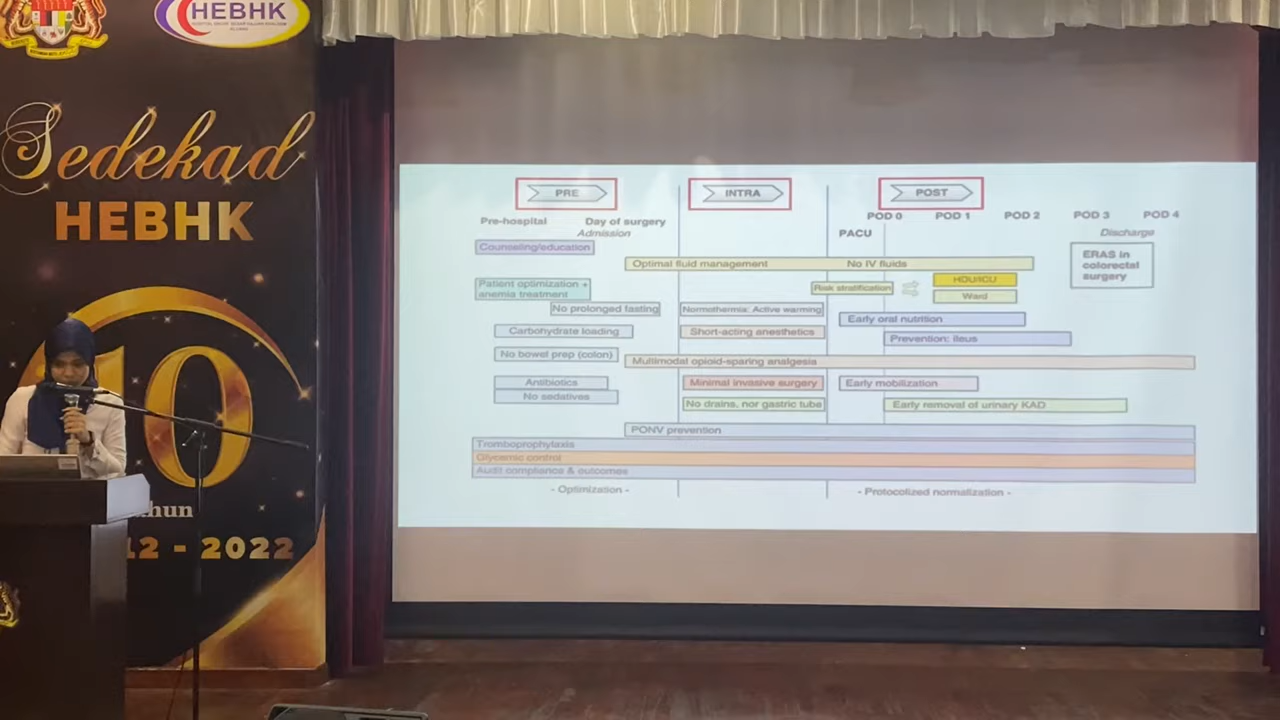 HEBHK
Sedekad
HEBHK
10
hun
12 - 2022
PRE
INTRA
POST
Pre-hospital
Day of surgery
Admission
POD 0
POD 1
POD 2
POD 3
POD 4
PACU
Discharge
Counseling/education
ERAS in
colorectal
surgery
Optimal fluid management
No IV fluids
Patient optimization +
anemia treatment
Risk stratification
HDU/ICU
Ward
No prolonged fasting
Normothermia: Active warming
Early oral nutrition
Carbohydrate loading
Short-acting anesthetics
Prevention: ileus
No bowel prep (colon)
Multimodal opioid-sparing analgesia
Antibiotics
Minimal invasive surgery
Early mobilization
No sedatives
No drains, nor gastric tube
Early removal of urinary KAD
PONV prevention
Tromboprophylaxis
Glycemic control
Audit compliance & outcomes
- Optimization -
- Protocolized normalization -